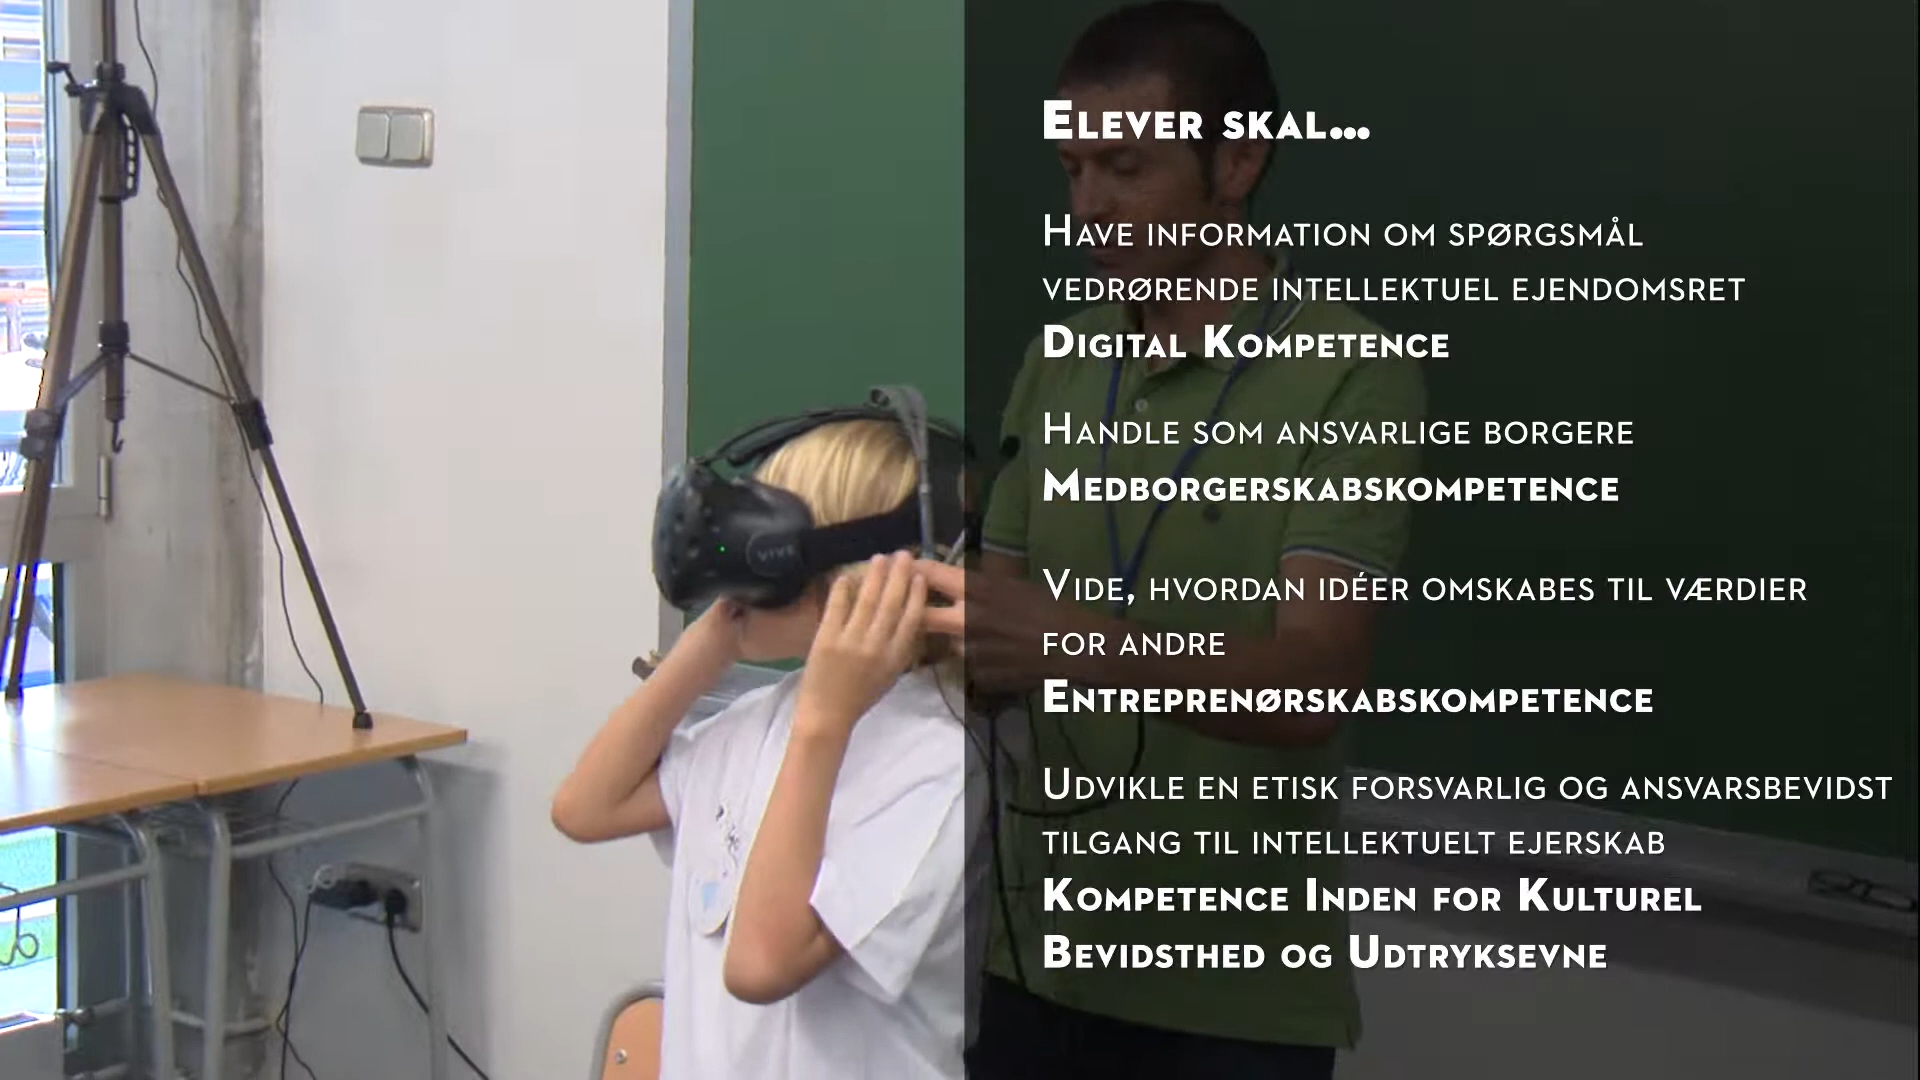 Elever skal...
Have information om spørgsmål
vedrørende intellektuel ejendomsret
Digital Kompetence
Handle som ansvarlige borgere
Medborgerskabskompetence
Vide, hvordan idéer omskabes til værdier
for andre
Entreprenørskabskompetence
Udvikle en etisk forsvarlig og ansvarsbevidst
tilgang til intellektuelt ejerskab
Kompetence Inden for Kulturel
Bevidsthed og Udtryksevne
VIVE